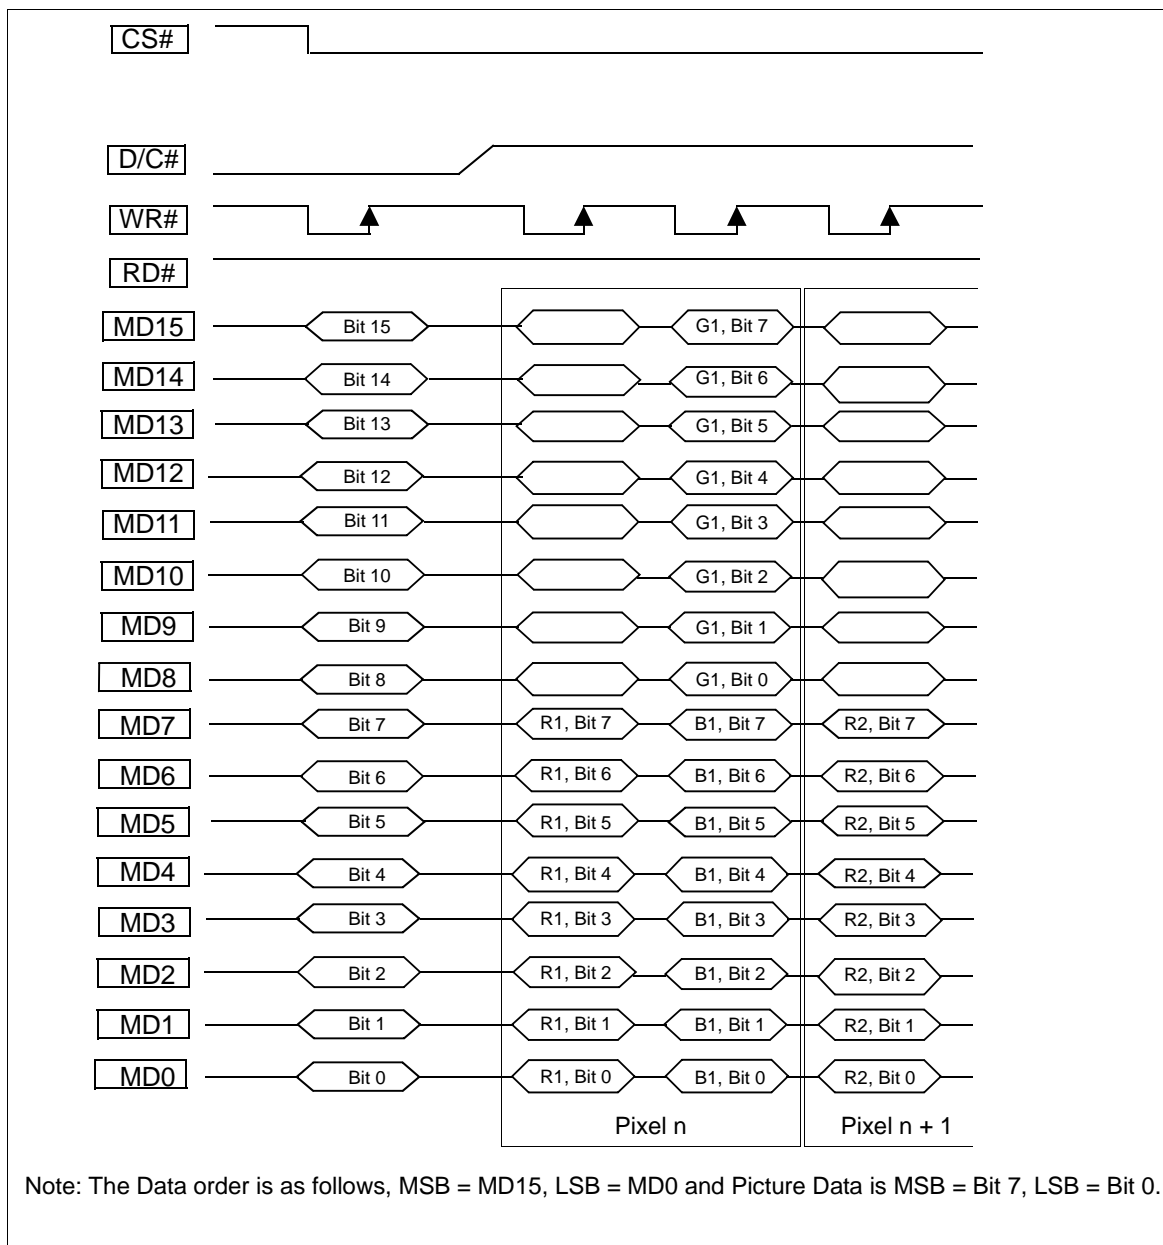 CS#
D/C#
WR#
RD#
MD15 Bit 15 G1, Bit 7
MD14 Bit 14 G1, Bit 6
MD13 Bit 13 G1, Bit 5
MD12 Bit 12 G1, Bit 4
MD11 Bit 11 G1, Bit 3
MD10 Bit 10 G1, Bit 2
MD9 Bit 9 G1, Bit 1
MD8 Bit 8 G1, Bit 0
MD7 Bit 7 R1, Bit 7 B1, Bit 7 R2, Bit 7
MD6 Bit 6 R1, Bit 6 B1, Bit 6 R2, Bit 6
MD5 Bit 5 R1, Bit 5 B1, Bit 5 R2, Bit 5
MD4 Bit 4 R1, Bit 4 B1, Bit 4 R2, Bit 4
MD3 Bit 3 R1, Bit 3 B1, Bit 3 R2, Bit 3
MD2 Bit 2 R1, Bit 2 B1, Bit 2 R2, Bit 2
MD1 Bit 1 R1, Bit 1 B1, Bit 1 R2, Bit 1
MD0 Bit 0 R1, Bit 0 B1, Bit 0 R2, Bit 0
Pixel n Pixel n + 1
Note: The Data order is as follows, MSB = MD15, LSB = MD0 and Picture Data is MSB = Bit 7, LSB = Bit 0.